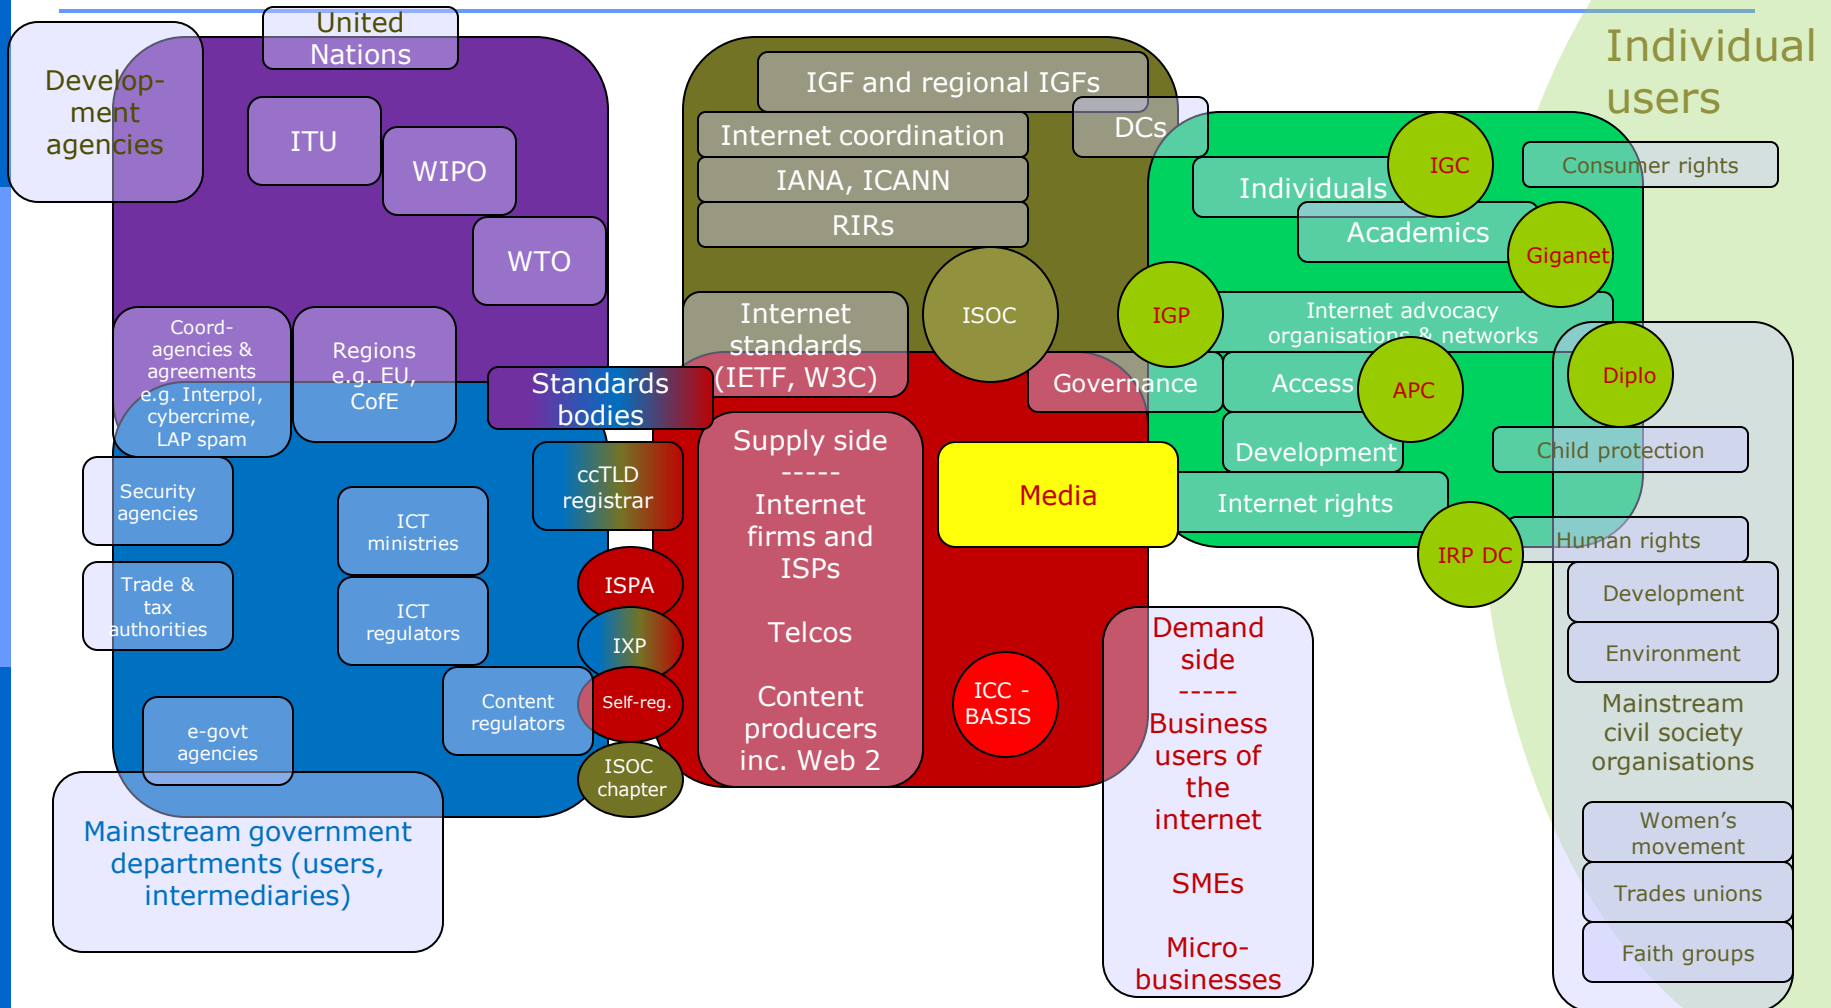 United
Nations
Develop-
ment
agencies
ITU
WIPO
WTO
Coord-
agencies &
agreements
e.g. Interpol,
cybercrime,
LAP spam
Regions
e.g. EU,
CofE
Standards
bodies
Security
agencies
ICT
ministries
ccTLD
registrar
Trade &
tax
authorities
ICT
regulators
ISPA
IXP
Content
regulators
Self-reg.
e-govt
agencies
ISOC
chapter
Mainstream government
departments (users,
intermediaries)
IGF and regional IGFs
DCs
Internet coordination
IANA, ICANN
RIRs
Internet
standards
(IETF, W3C)
ISOC
Supply side
-----
Internet
firms and
ISPs
Telcos
Content
producers
inc. Web 2
Media
ICC -
BASIS
Demand
side
-----
Business
users of
the
internet
SMEs
Micro-
businesses
Individual
users
IGC
Consumer rights
Individuals
Academics
Giganet
IGP
Internet advocacy
organisations & networks
Governance
Access
APC
Diplo
Development
Child protection
Internet rights
IRP DC
Human rights
Development
Environment
Mainstream
civil society
organisations
Women's
movement
Trades unions
Faith groups